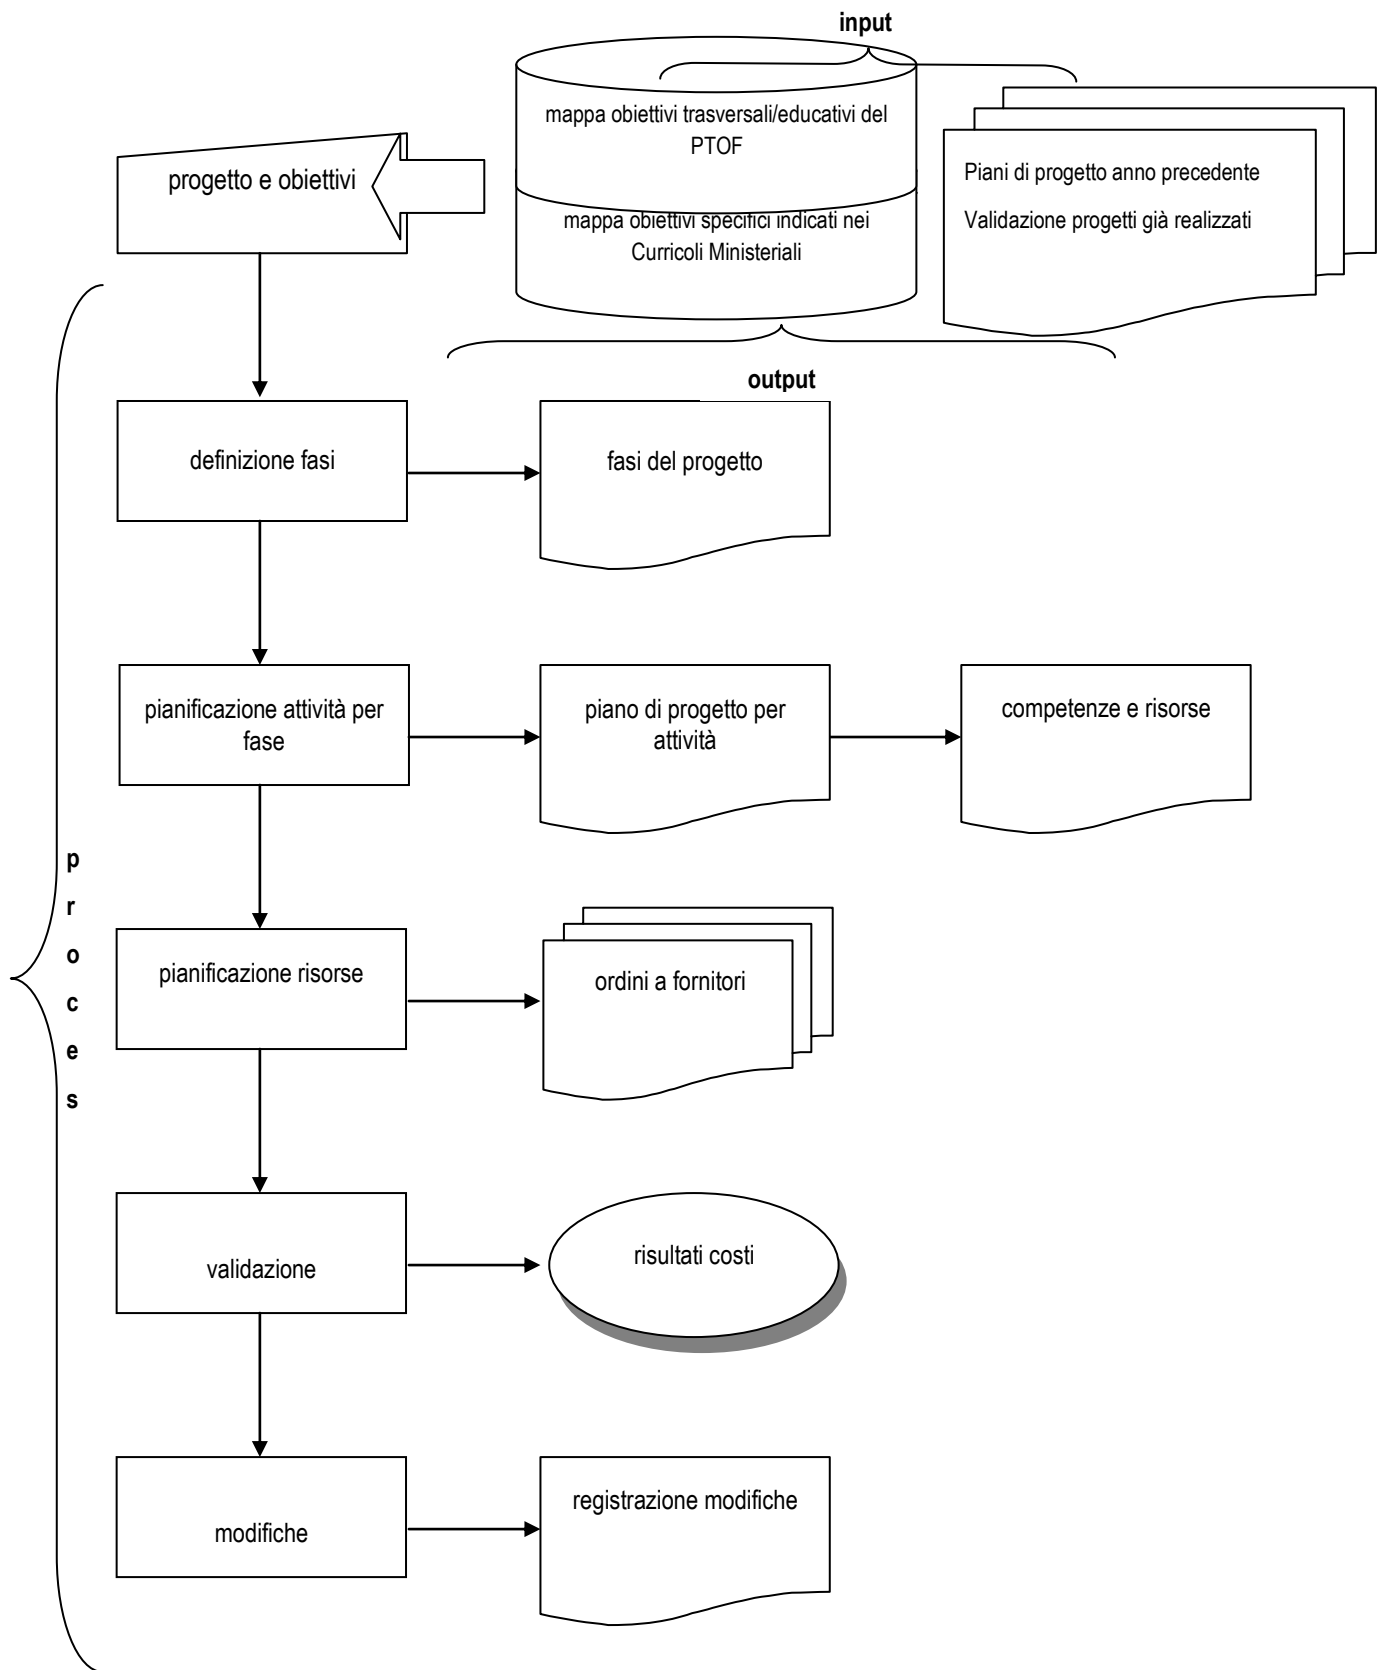 input
mappa obiettivi trasversali/educativi del
PTOF
mappa obiettivi specifici indicati nei
Curricoli Ministeriali
Piani di progetto anno precedente
Validazione progetti già realizzati
progetto e obiettivi
output
definizione fasi
fasi del progetto
pianificazione attività per
fase
piano di progetto per
attività
competenze e risorse
p
r
o
c
e
s
pianificazione risorse
ordini a fornitori
validazione
risultati costi
modifiche
registrazione modifiche